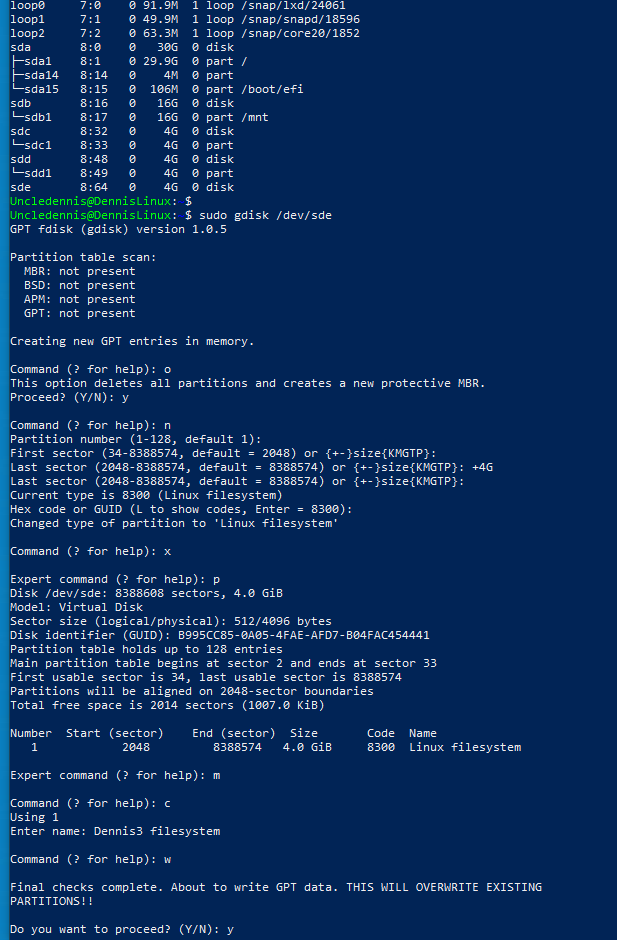 loop0    7:0    0 91.9M  1 loop /snap/lxd/24061
loop1    7:1    0 49.9M  1 loop /snap/snapd/18596
loop2    7:2    0 63.3M  1 loop /snap/core20/1852
sda      8:0    0   30G  0 disk
├─sda1   8:1    0 29.9G  0 part /
├─sda14  8:14   0    4M  0 part
└─sda15  8:15   0  106M  0 part /boot/efi
sdb      8:16   0   16G  0 disk
└─sdb1   8:17   0   16G  0 part /mnt
sdc      8:32   0    4G  0 disk
└─sdc1   8:33   0    4G  0 part
sdd      8:48   0    4G  0 disk
└─sdd1   8:49   0    4G  0 part
sde      8:64   0    4G  0 disk
Uncledennis@DennisLinux: $
Uncledennis@DennisLinux: $ sudo gdisk /dev/sde
GPT fdisk (gdisk) version 1.0.5
Partition table scan:
  MBR: not present
  BSD: not present
  APM: not present
  GPT: not present
Creating new GPT entries in memory.
Command (? for help): o
This option deletes all partitions and creates a new protective MBR.
Proceed? (Y/N): y
Command (? for help): n
Partition number (1-128, default 1):
First sector (34-8388574, default = 2048) or {+-}size{KMGTP}:
Last sector (2048-8388574, default = 8388574) or {+-}size{KMGTP}: +4G
Last sector (2048-8388574, default = 8388574) or {+-}size{KMGTP}:
Current type is 8300 (Linux filesystem)
Hex code or GUID (L to show codes, Enter = 8300):
Changed type of partition to 'Linux filesystem'
Command (? for help): x
Expert command (? for help): p
Disk /dev/sde: 8388608 sectors, 4.0 GiB
Model: Virtual Disk
Sector size (logical/physical): 512/4096 bytes
Disk identifier (GUID): B995CC85-0A05-4FAE-AFD7-B04FAC454441
Partition table holds up to 128 entries
Main partition table begins at sector 2 and ends at sector 33
First usable sector is 34, last usable sector is 8388574
Partitions will be aligned on 2048-sector boundaries
Total free space is 2014 sectors (1007.0 KiB)
Number  Start (sector)    End (sector)  Size       Code  Name
   1            2048         8388574   4.0 GiB     8300  Linux filesystem
Expert command (? for help): m
Command (? for help): c
Using 1
Enter name: Dennis3 filesystem
Command (? for help): w
Final checks complete. About to write GPT data. THIS WILL OVERWRITE EXISTING
PARTITIONS!!
Do you want to proceed? (Y/N): y